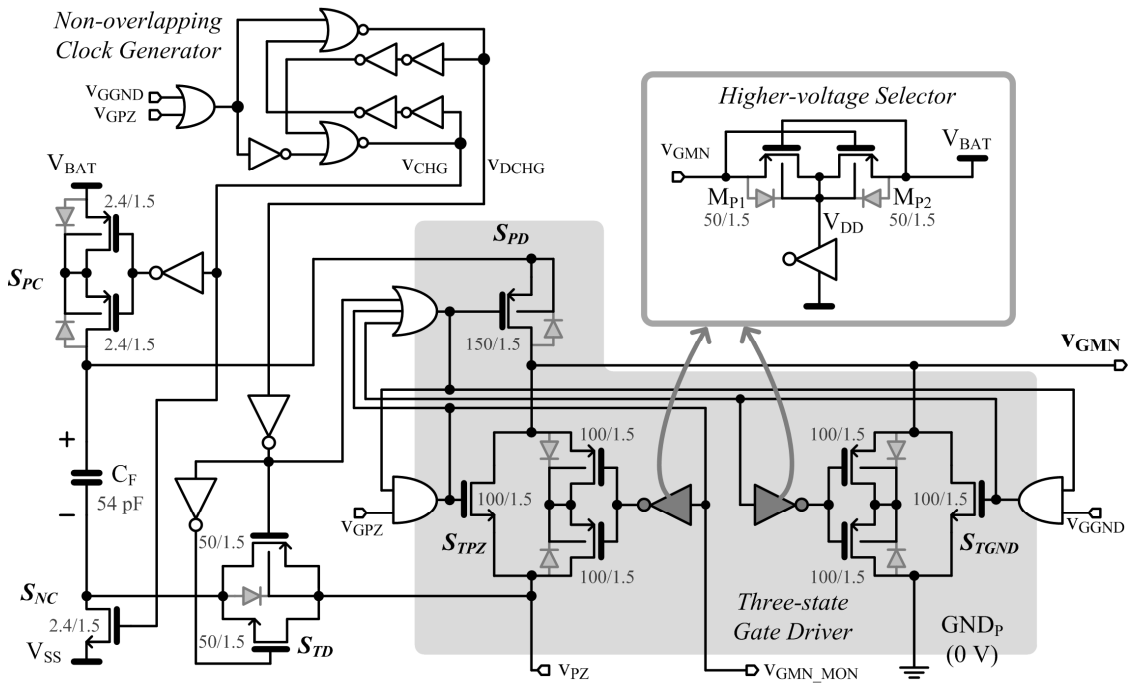 Non-overlapping
Clock Generator
vGGND
vGPZ
vCHG
vDCHG
Higher-voltage Selector
vGMN
VBAT
MP1
50/1.5
MP2
50/1.5
VDD
VBAT
2.4/1.5
SPC
2.4/1.5
SPD
150/1.5
vGMN
+
CF
54 pF
−
100/1.5
100/1.5
100/1.5
100/1.5
vGPZ
STPZ
STGND
vGGND
50/1.5
100/1.5
100/1.5
SNC
2.4/1.5
VSS
50/1.5
STD
Three-state
Gate Driver
GNDP
(0 V)
vPZ
vGMN_MON